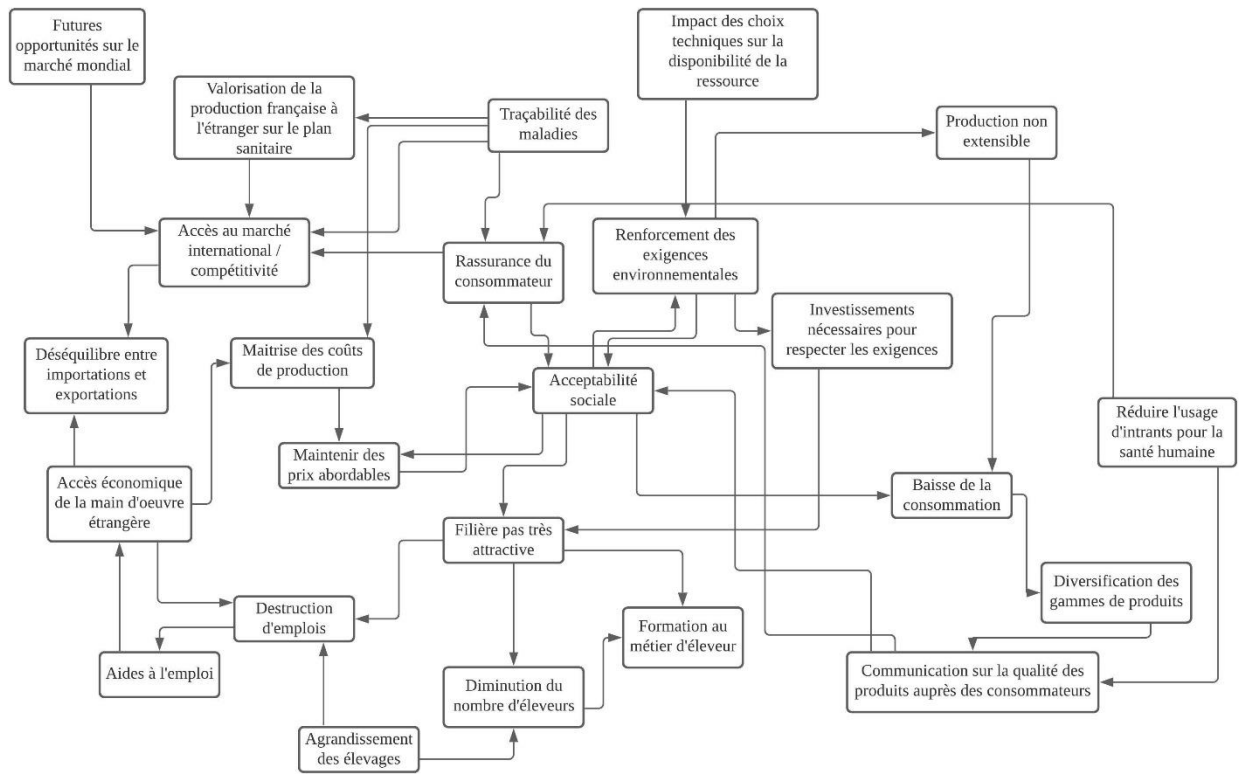 Futures
opportunités sur le
marché mondial
Impact des choix
techniques sur la
disponibilité de la
ressource
Valorisation de la
production française à
l'étranger sur le plan
sanitaire
Traçabilité des
maladies
Production non
extensible
Accès au marché
international /
compétitivité
Rassurance du
consommateur
Renforcement des
exigences
environnementales
Investissements
nécessaires pour
respecter les exigences
Déséquilibre entre
importations et
exportations
Maitrise des coûts
de production
Acceptabilité
sociale
Réduire l'usage
d'intrants pour la
santé humaine
Maintenir des
prix abordables
Accès économique
de la main d'oeuvre
étrangère
Baisse de la
consommation
Filière pas très
attractive
Diversification des
gammes de produits
Destruction
d'emplois
Formation au
métier d'éleveur
Aides à l'emploi
Communication sur la qualité des
produits auprès des consommateurs
Diminution du
nombre d'éleveurs
Agrandissement
des élevages